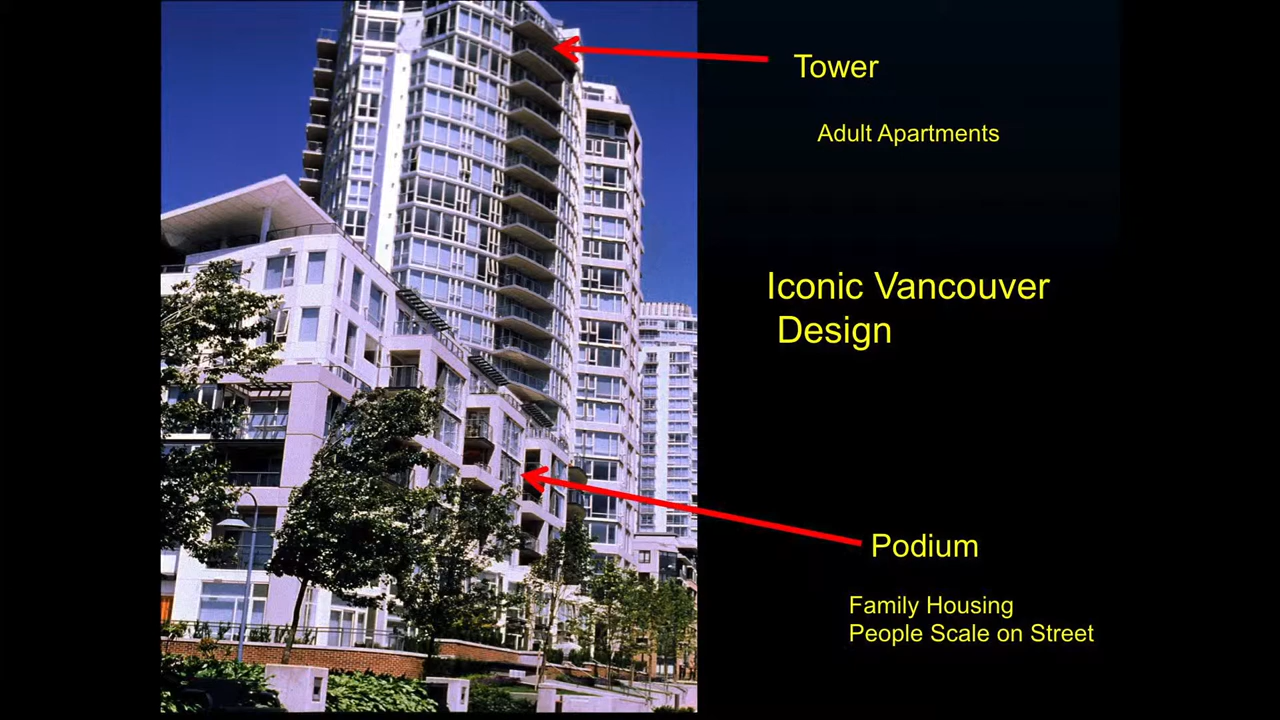 Tower
Adult Apartments
Iconic Vancouver
Design
Podium
Family Housing
People Scale on Street